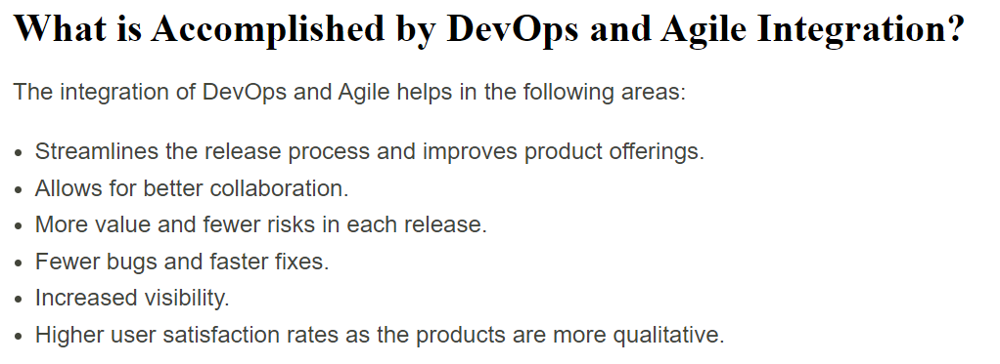 What is Accomplished by DevOps and Agile Integration?
The integration of DevOps and Agile helps in the following areas:
• Streamlines the release process and improves product offerings.
• Allows for better collaboration.
• More value and fewer risks in each release.
• Fewer bugs and faster fixes.
• Increased visibility.
• Higher user satisfaction rates as the products are more qualitative.